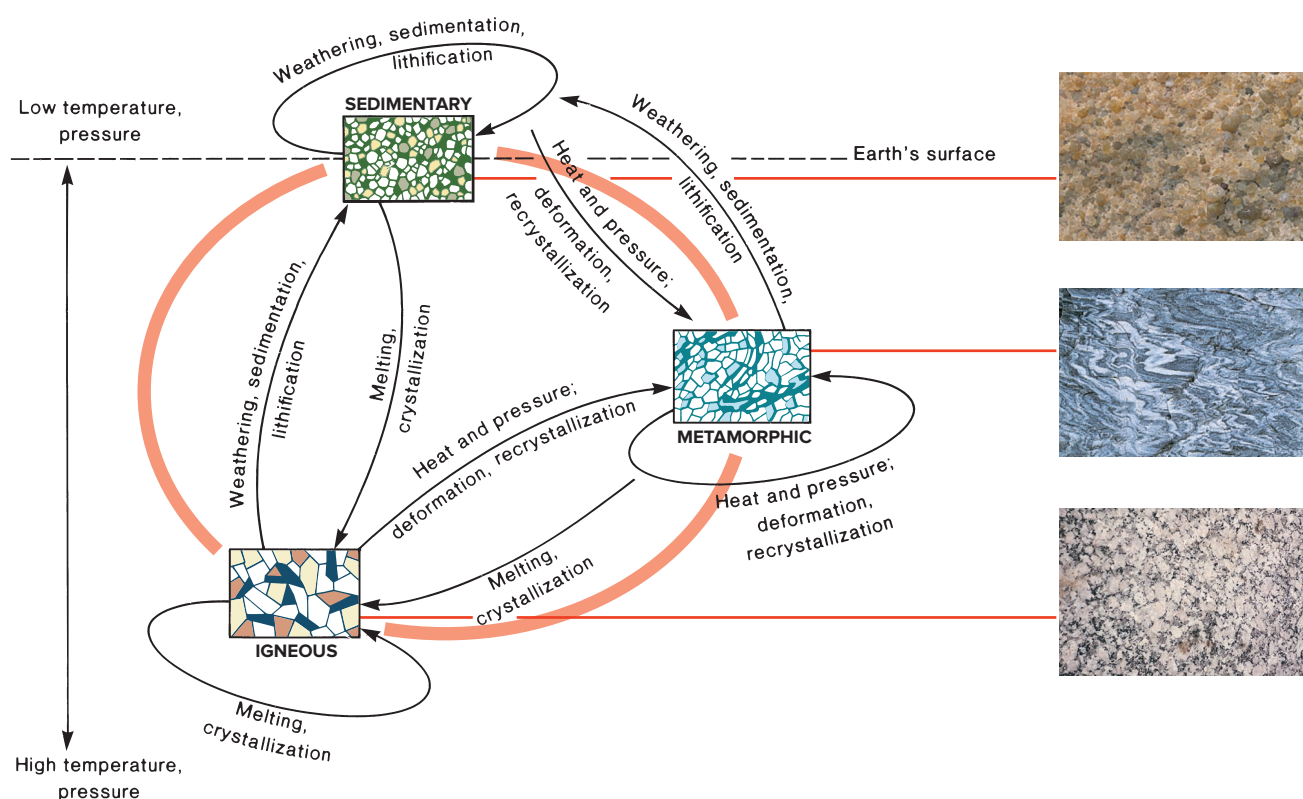 Weathering, sedimentation,
lithification
SEDIMENTARY
Low temperature,
pressure
Earth's surface
Weathering, sedimentation,
lithification
Heat and pressure;
deformation,
recrystallization
Weathering, sedimentation,
lithification
Melting,
crystallization
Heat and pressure;
deformation, recrystallization
METAMORPHIC
Heat and pressure;
deformation,
recrystallization
Melting,
crystallization
IGNEOUS
Melting,
crystallization
High temperature,
pressure